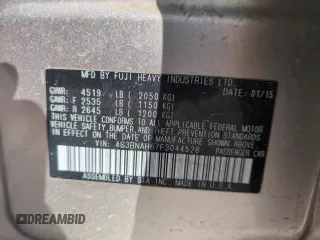 MFD BY FUJI HEAVY INDUSTRIES LTD.
GVWR: 4519 LB ( 2050 KG) DATE: 01/15
GAWR: F 2535 LB ( 1150 KG)
GAWR: R 2645 LB ( 1200 KG)
THIS VEHICLE CONFORMS TO ALL APPLICABLE FEDERAL MOTOR
VEHICLE SAFETY, BUMPER, AND THEFT PREVENTION STANDARDS
IN EFFECT ON THE DATE OF MANUFACTURE SHOWN ABOVE.
VIN: 4S3BNAH67F3044528 PASSENGER CAR
ASSEMBLED BY SIA INC. MADE IN U.S.A.
© 2024 AutoBidMaster